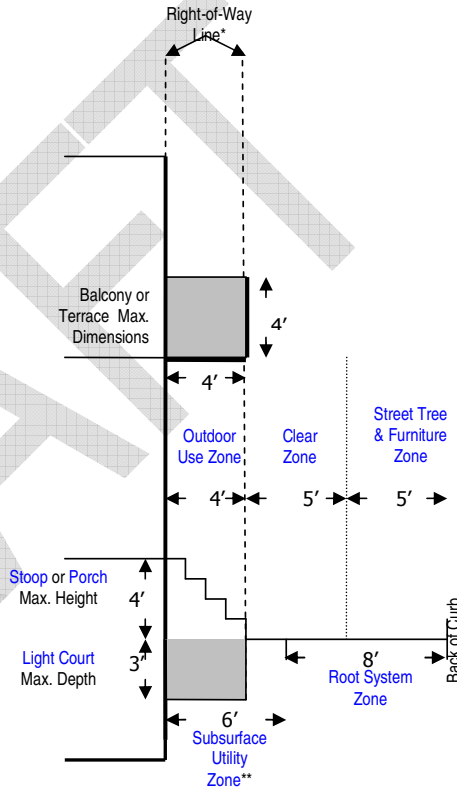 Right-of-Way
Line*
Balcony or
Terrace Max.
Dimensions
4’
4’
Outdoor
Use Zone
Clear
Zone
Street Tree
& Furniture
Zone
4’
5’
5’
Stoop or Porch
Max. Height
4’
Light Court
Max. Depth
3’
8’
Root System
Zone
Back of Curb
6’
Subsurface
Utility
Zone**